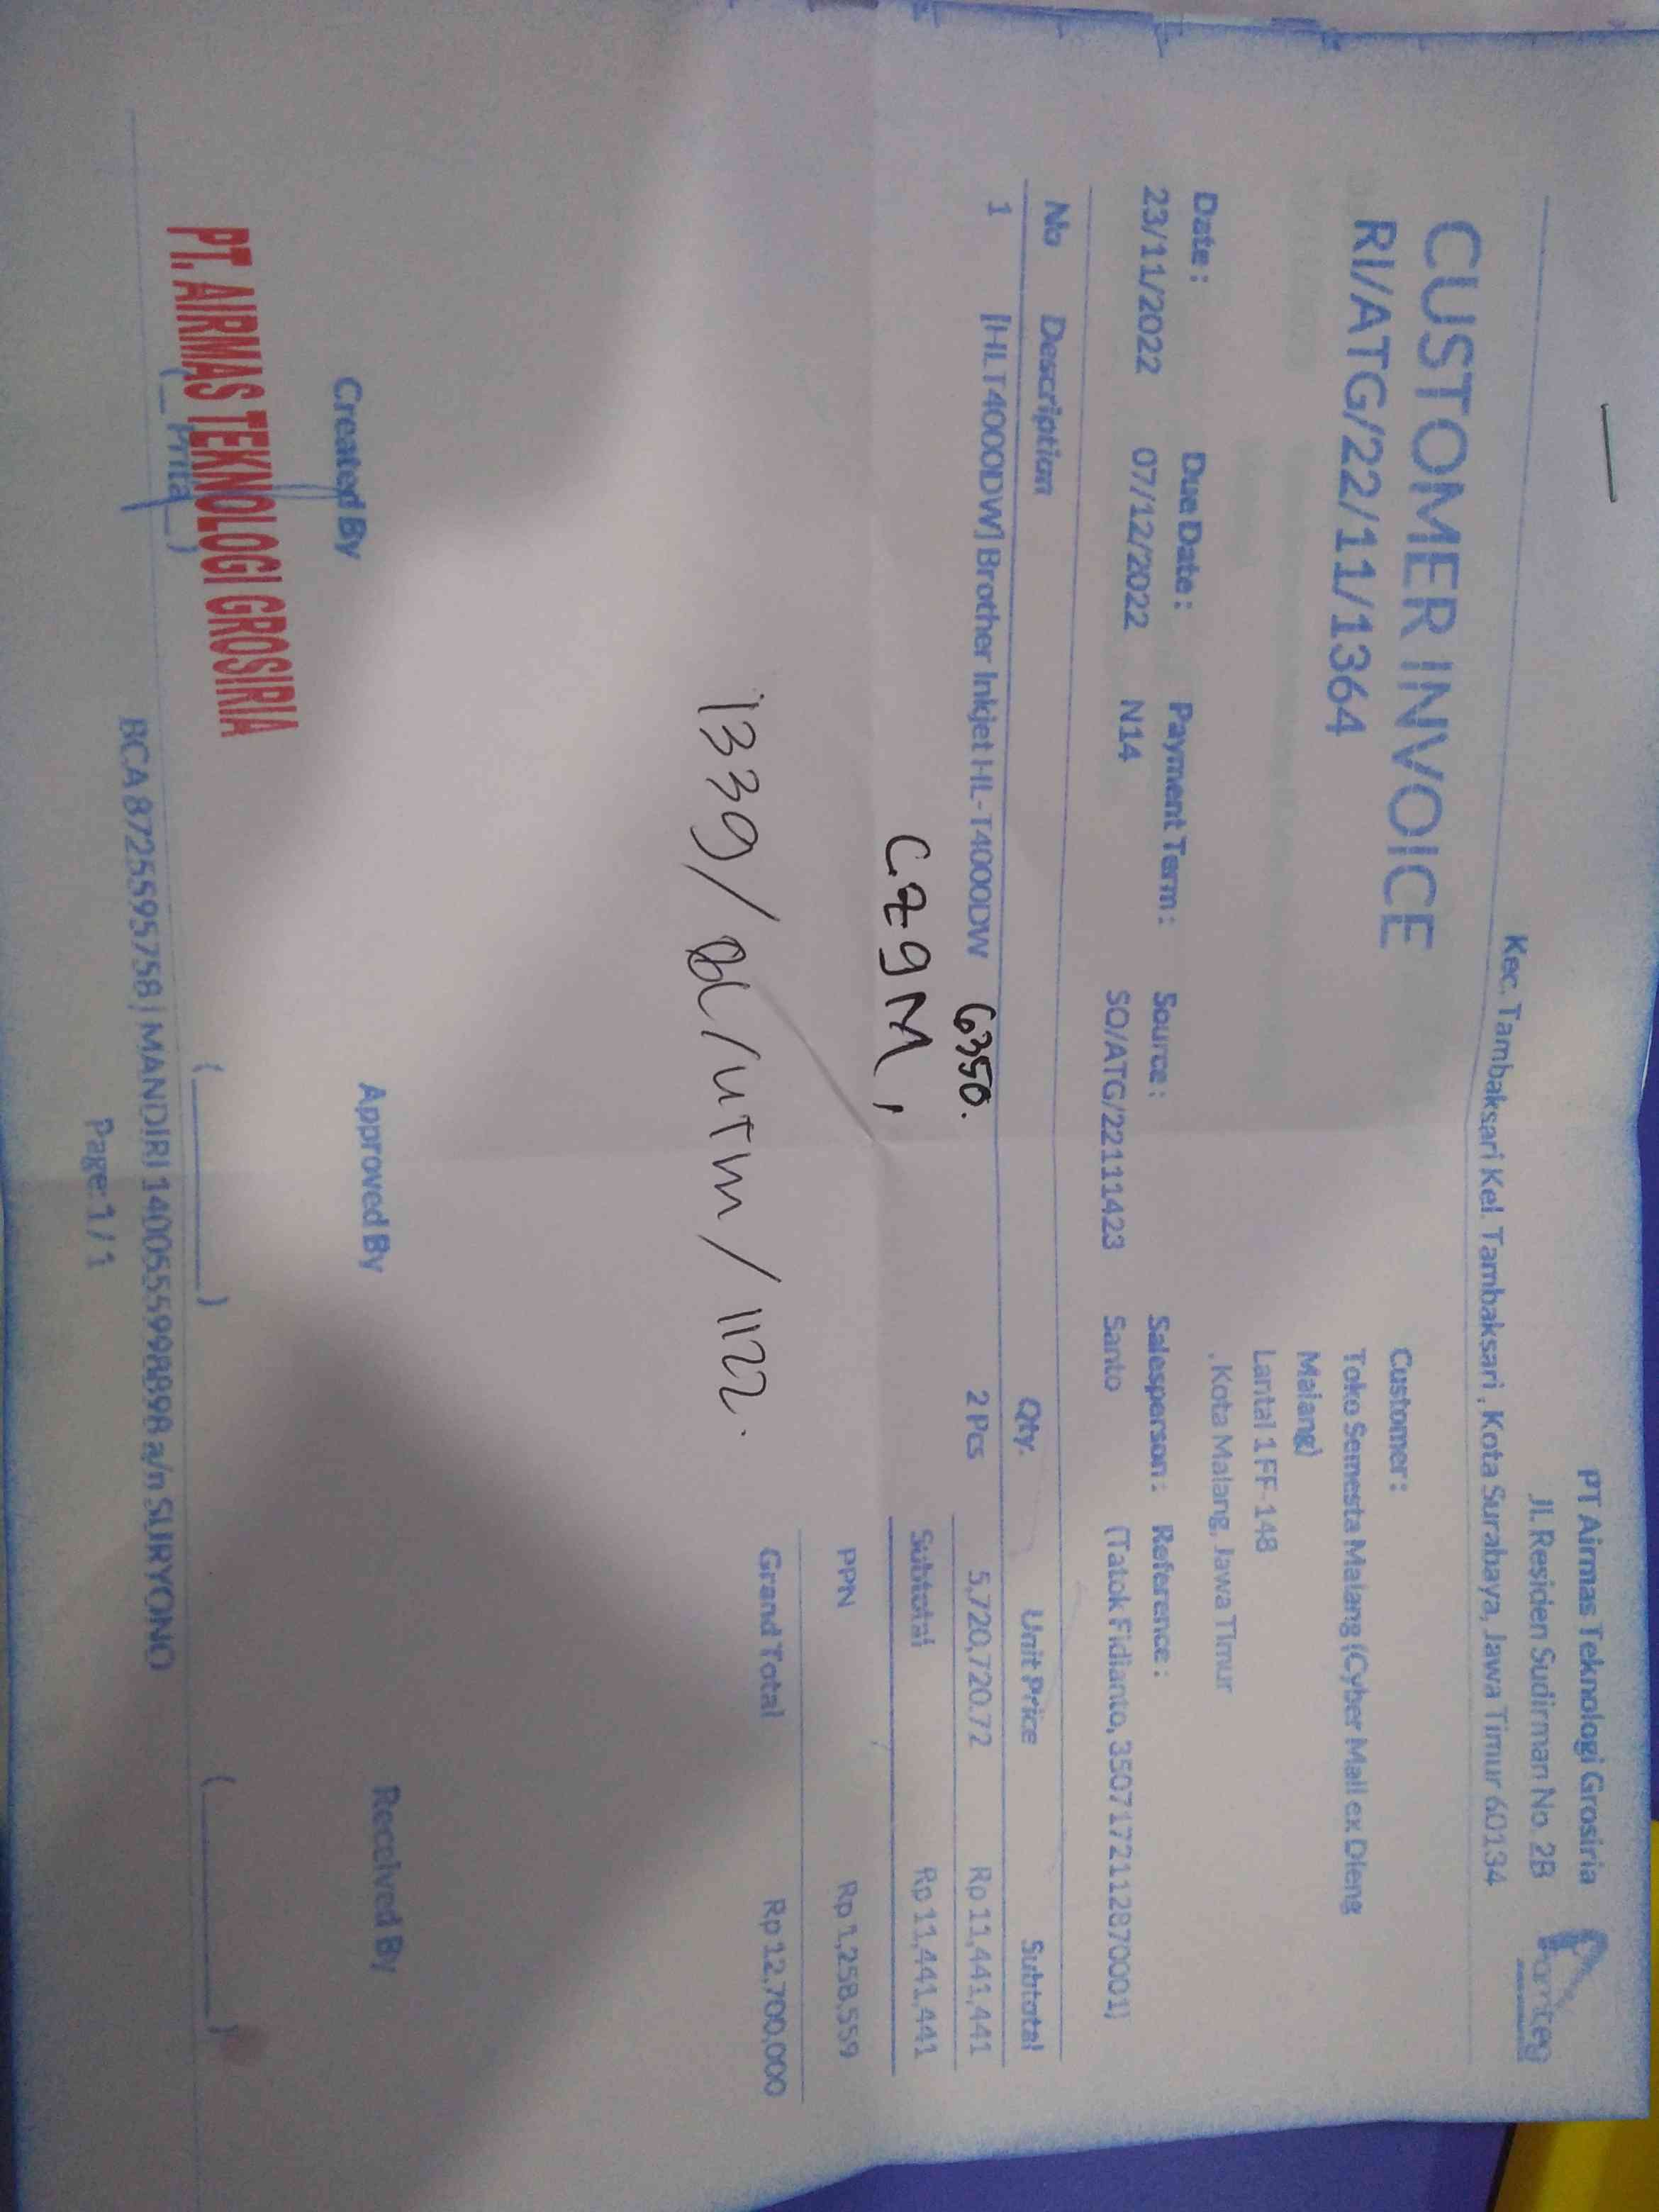 PT Airmas Teknologi Grosiria
Jl. Residen Sudirman No. 2B
Kec. Tambaksari Kel. Tambaksari , Kota Surabaya, Jawa Timur 60134
CUSTOMER INVOICE
RI/ATG/22/11/1364
Customer :
Toko Semesta Malang (Cyber Mall ex Dieng
Malang)
Lantai 1 FF-148
, Kota Malang, Jawa Timur
Date : Due Date : Payment Term : Source : Salesperson : Reference :
23/11/2022 07/12/2022 N14 SO/ATG/22111423 Santo (Tatok Fidianto, 3507172112870001)
No Description Qty. Unit Price Subtotal
1 [HLT4000DW] Brother Inkjet HL-T4000DW 6350. 2 Pcs 5,720,720.72 Rp 11,441,441
Subtotal Rp 11,441,441
PPN Rp 1,258,559
Grand Total Rp 12,700,000
1339/ /UTM/1122.
Created By Approved By Received By
PT. AIRMAS TEKNOLOGI GROSIRIA
BCA 8725595758 | MANDIRI 1400555998898 a/n SURYONO
Page: 1 / 1